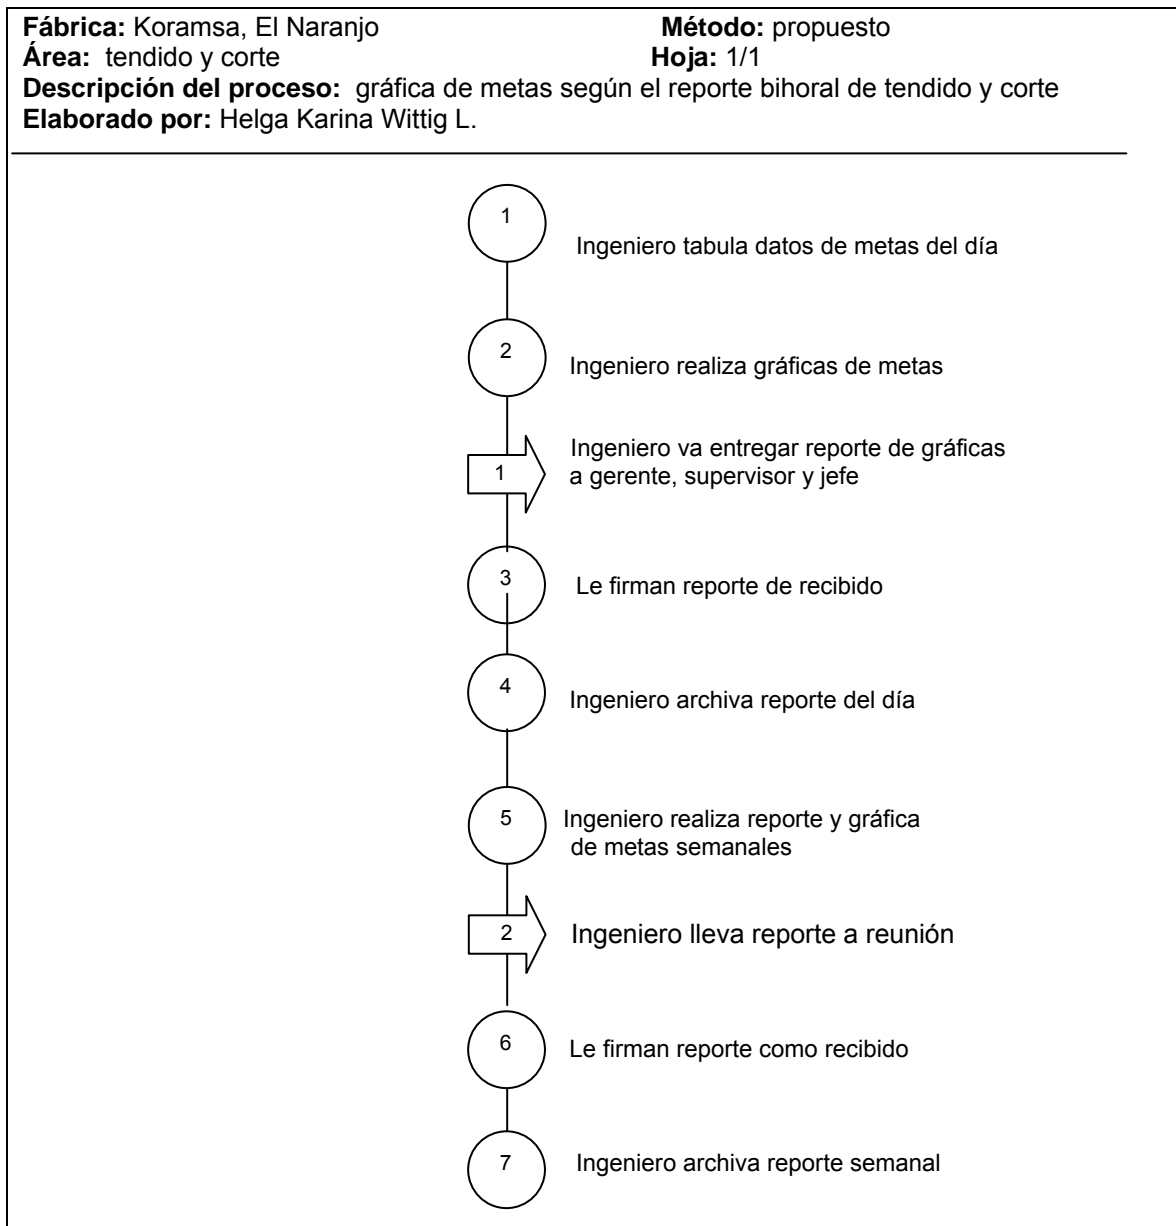 Fábrica: Koramsa, El Naranjo Método: propuesto
Área: tendido y corte Hoja: 1/1
Descripción del proceso: gráfica de metas según el reporte bihoral de tendido y corte
Elaborado por: Helga Karina Wittig L.
1
Ingeniero tabula datos de metas del día
2
Ingeniero realiza gráficas de metas
Ingeniero va entregar reporte de gráficas
1
a gerente, supervisor y jefe
3
Le firman reporte de recibido
4
Ingeniero archiva reporte del día
5
Ingeniero realiza reporte y gráfica
de metas semanales
2
Ingeniero lleva reporte a reunión
6
Le firman reporte como recibido
7
Ingeniero archiva reporte semanal